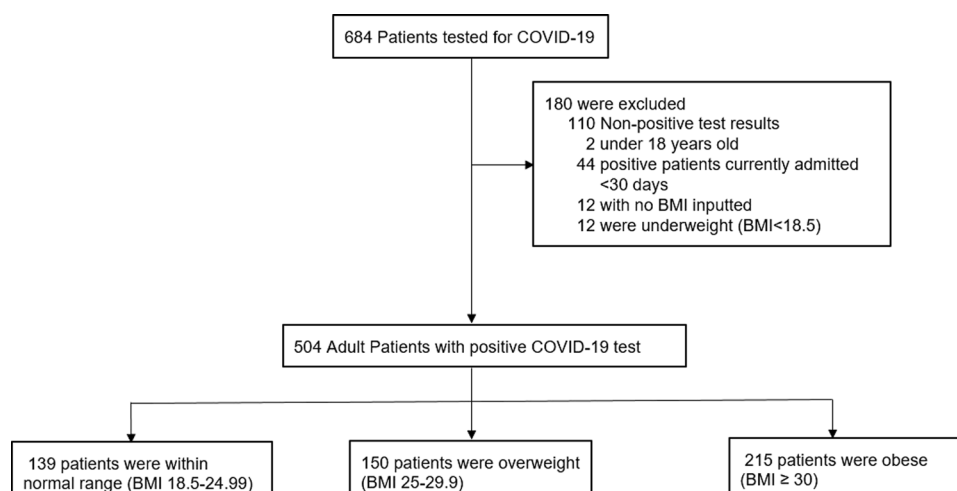 684 Patients tested for COVID-19
180 were excluded
110 Non-positive test results
2 under 18 years old
44 positive patients currently admitted
<30 days
12 with no BMI inputted
12 were underweight (BMI<18.5)
504 Adult Patients with positive COVID-19 test
139 patients were within
normal range (BMI 18.5-24.99)
150 patients were overweight
(BMI 25-29.9)
215 patients were obese
(BMI ≥ 30)